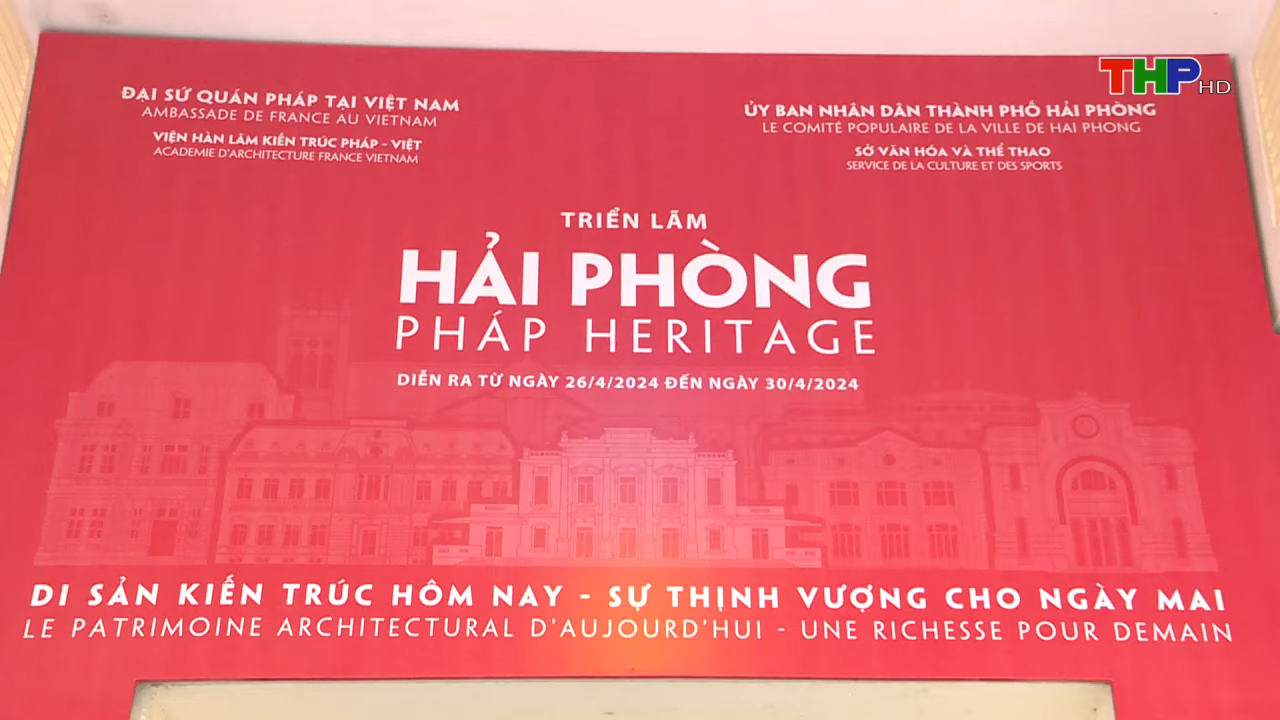 THP HD
ĐẠI SỨ QUÁN PHÁP TẠI VIỆT NAM
AMBASSADE DE FRANCE AU VIETNAM
VIỆN HÀN LÂM KIẾN TRÚC PHÁP - VIỆT
ACADEMIE D'ARCHITECTURE FRANCE VIETNAM
ỦY BAN NHÂN DÂN THÀNH PHỐ HẢI PHÒNG
LE COMITÉ POPULAIRE DE LA VILLE DE HAI PHONG
SỞ VĂN HÓA VÀ THỂ THAO
SERVICE DE LA CULTURE ET DES SPORTS
TRIỂN LÃM
HẢI PHÒNG
PHÁP HERITAGE
DIỄN RA TỪ NGÀY 26/4/2024 ĐẾN NGÀY 30/4/2024
DI SẢN KIẾN TRÚC HÔM NAY - SỰ THỊNH VƯỢNG CHO NGÀY MAI
LE PATRIMOINE ARCHITECTURAL D'AUJOURD'HUI - UNE RICHESSE POUR DEMAIN